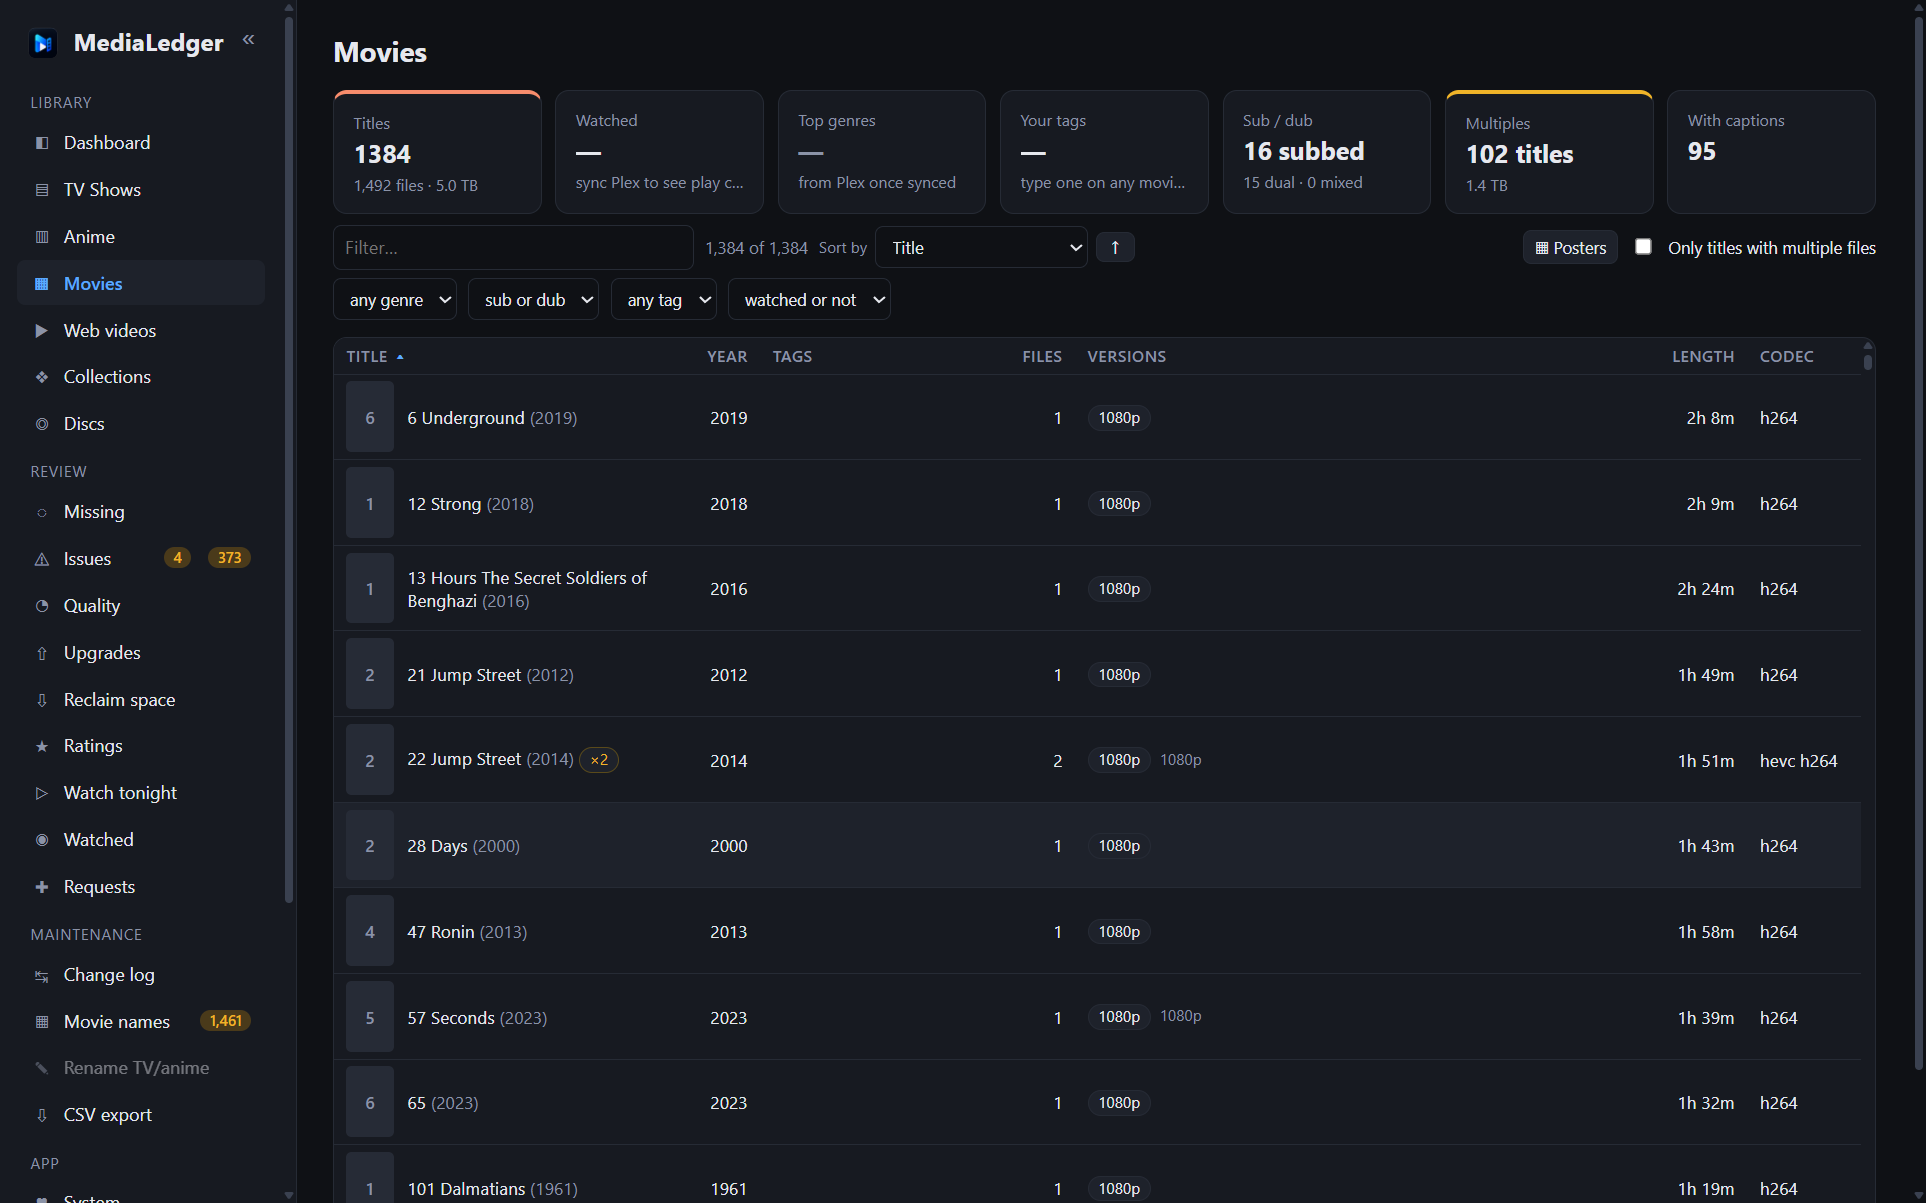 MediaLedger «
LIBRARY
Dashboard
TV Shows
Anime
Movies
Web videos
Collections
Discs
REVIEW
Missing
Issues 4 373
Quality
Upgrades
Reclaim space
Ratings
Watch tonight
Watched
Requests
MAINTENANCE
Change log
Movie names 1,461
Rename TV/anime
CSV export
APP
System
Movies
Titles
1384
1,492 files · 5.0 TB
Watched
—
sync Plex to see play c...
Top genres
—
from Plex once synced
Your tags
—
type one on any movi...
Sub / dub
16 subbed
15 dual · 0 mixed
Multiples
102 titles
1.4 TB
With captions
95
Filter... 1,384 of 1,384 Sort by Title ↑ Posters Only titles with multiple files
any genre sub or dub any tag watched or not
TITLE YEAR TAGS FILES VERSIONS LENGTH CODEC
6 6 Underground (2019) 2019 1 1080p 2h 8m h264
1 12 Strong (2018) 2018 1 1080p 2h 9m h264
1 13 Hours The Secret Soldiers of
Benghazi (2016) 2016 1 1080p 2h 24m h264
2 21 Jump Street (2012) 2012 1 1080p 1h 49m h264
2 22 Jump Street (2014) ×2 2014 2 1080p 1080p 1h 51m hevc h264
2 28 Days (2000) 2000 1 1080p 1h 43m h264
4 47 Ronin (2013) 2013 1 1080p 1h 58m h264
5 57 Seconds (2023) 2023 1 1080p 1080p 1h 39m h264
6 65 (2023) 2023 1 1080p 1h 32m h264
1 101 Dalmatians (1961) 1961 1 1080p 1h 19m h264